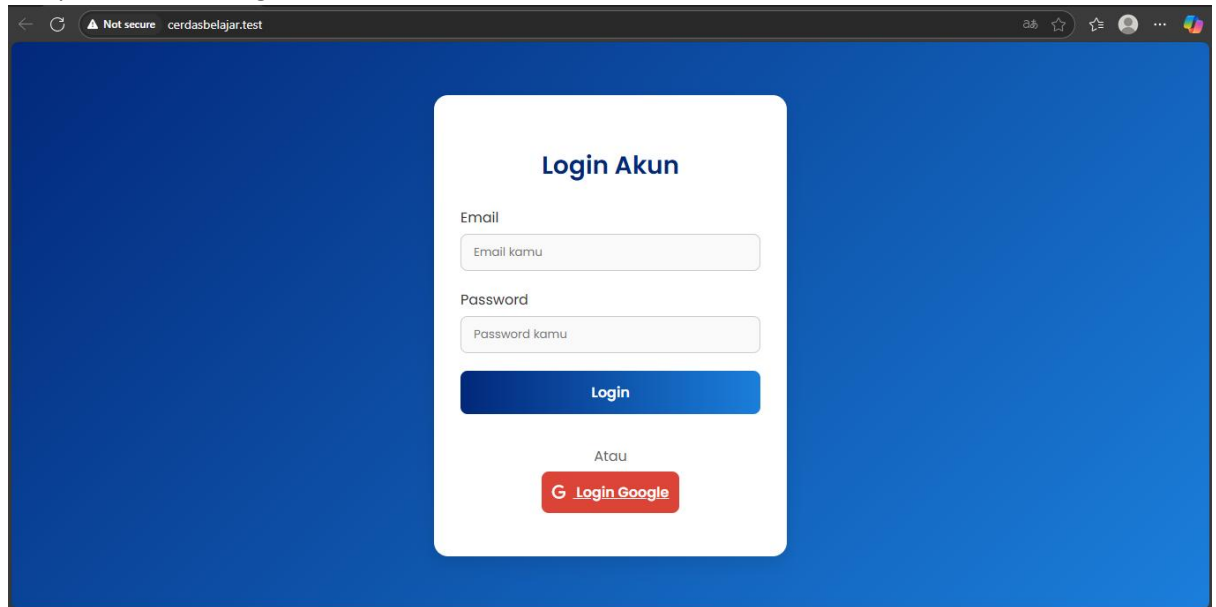 Not secure cerdasbelajar.test
Login Akun
Email
Email kamu
Password
Password kamu
Login
Atau
G Login Google